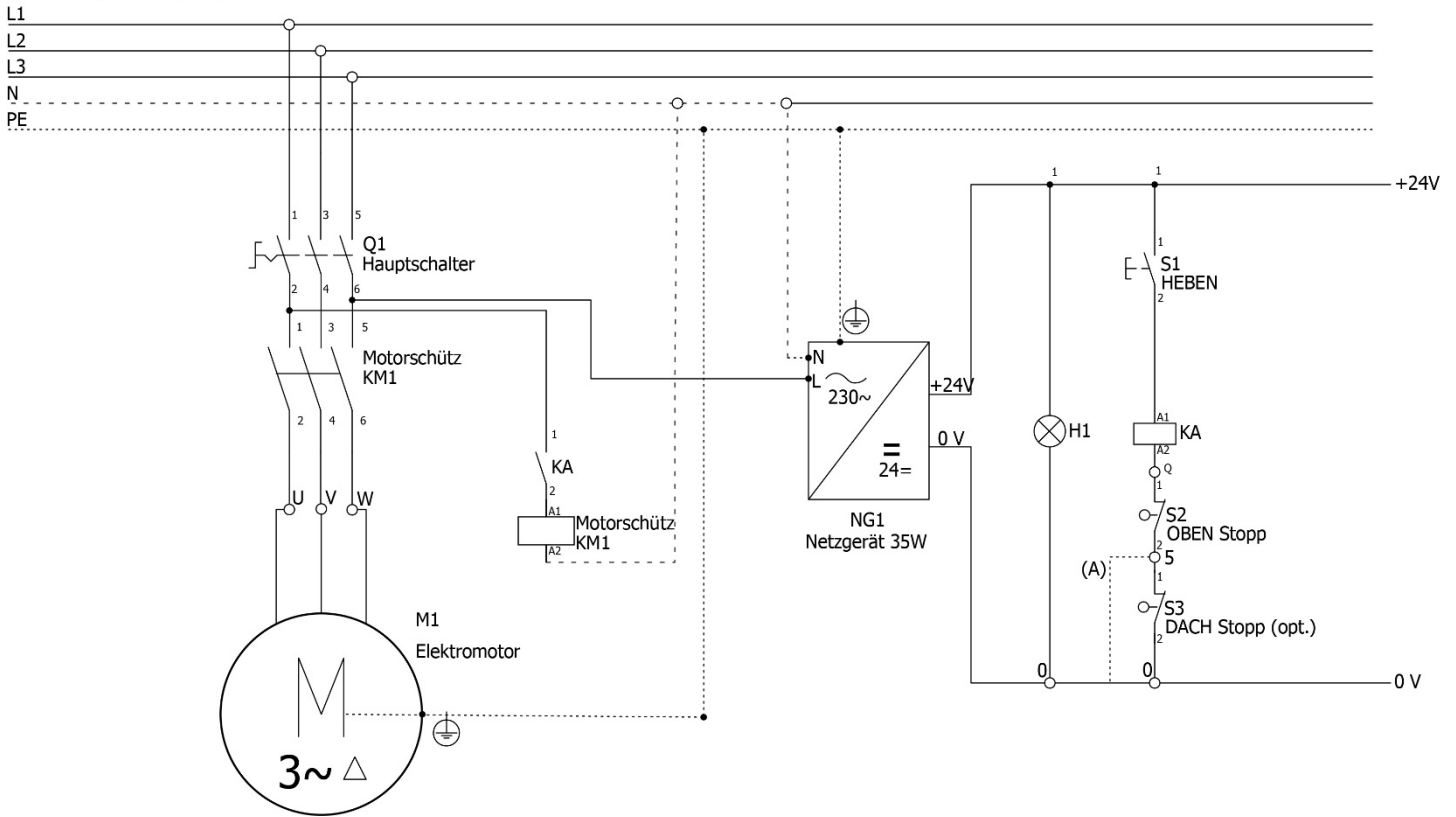 L1
L2
L3
N
PE
1 3 5
Q1
Hauptschalter
2 4 6
1 3 5
Motorschütz
KM1
2 4 6
U V W
M1
Elektromotor
M
3~
1
KA
2
A1
Motorschütz
KM1
A2
N
L
230~
+24V
0 V
=
24=
NG1
Netzgerät 35W
1
1
+24V
1
S1
HEBEN
2
H1
A1
KA
A2
Q
1
S2
OBEN Stopp
2
5
(A)
1
S3
DACH Stopp (opt.)
2
0
0
0 V